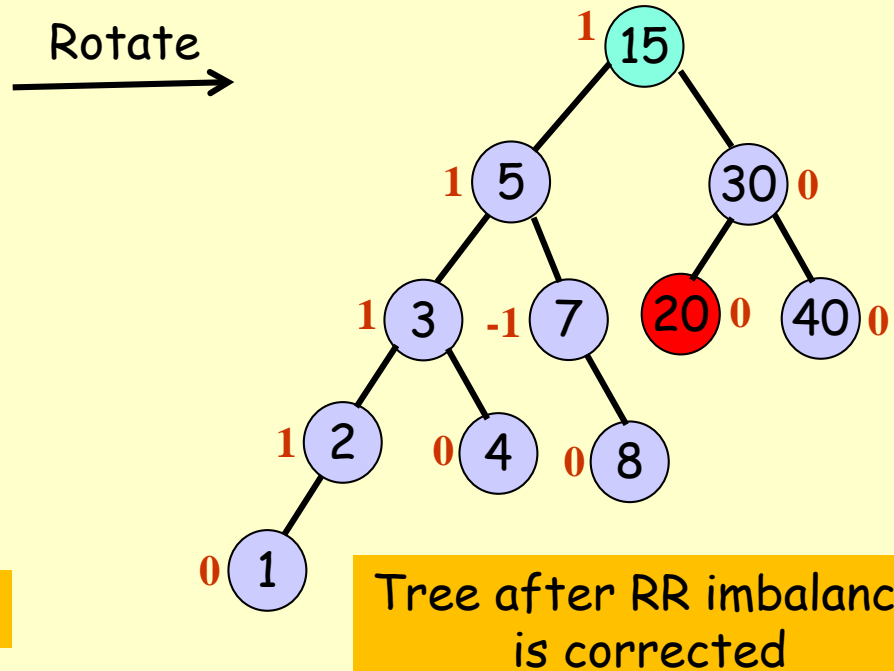 Rotate
1 15
1 5 30 0
1 3 -1 7 20 0 40 0
1 2 0 4 0 8
0 1
Tree after RR imbalanc
is corrected